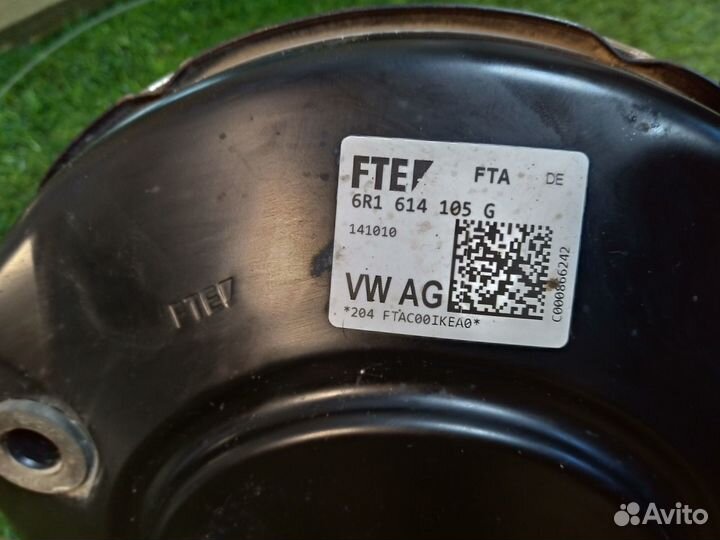 FTE FTA DE
6R1 614 105 G
141010
VW AG
*204 FTAC00IKEA0*
C000866242
FTE
Avito